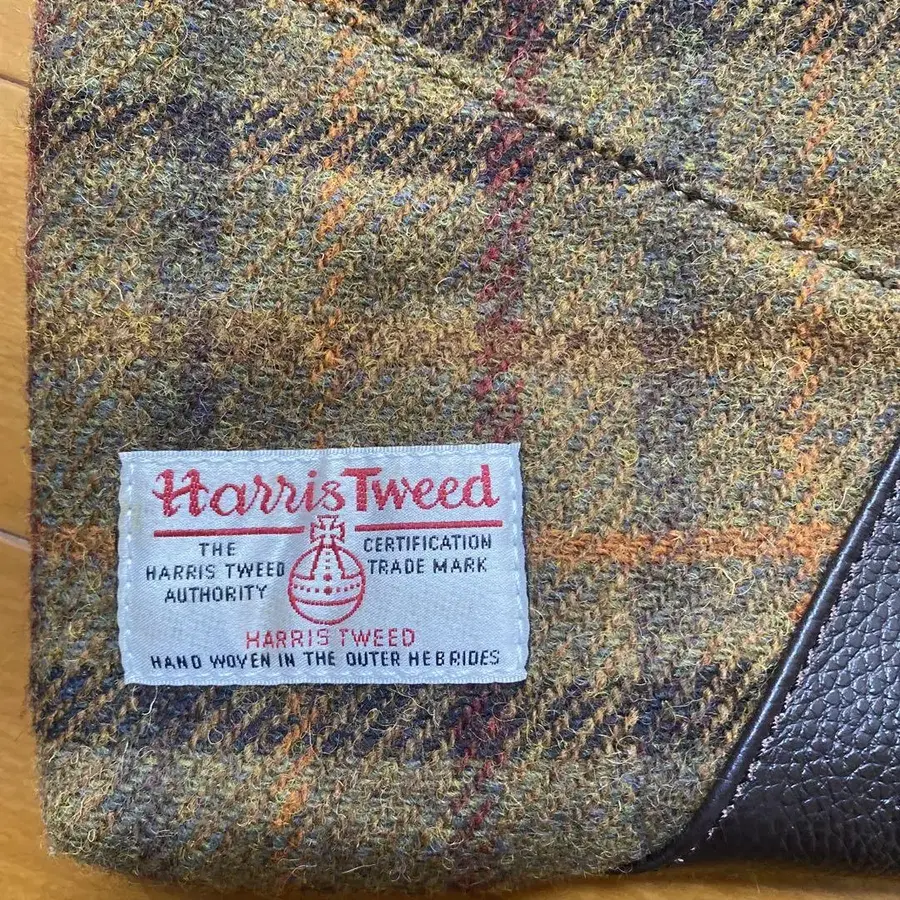 Harris Tweed
THE
HARRIS TWEED
AUTHORITY
CERTIFICATION
TRADE MARK
HARRIS TWEED
HAND WOVEN IN THE OUTER HEBRIDES